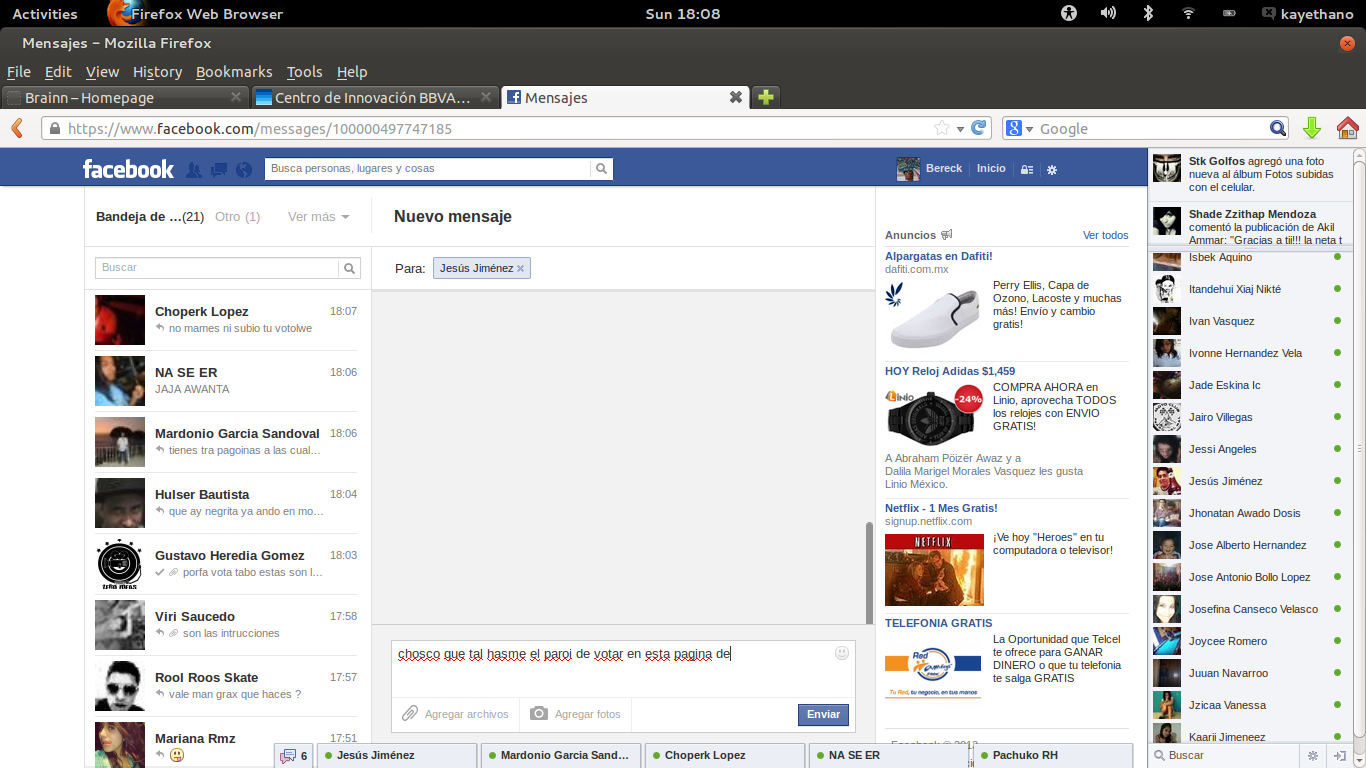 Activities
Firefox Web Browser
Sun 18:08
kayethano
Mensajes – Mozilla Firefox
File Edit View History Bookmarks Tools Help
Brainn – Homepage
Centro de Innovación BBVA…
Mensajes
https://www.facebook.com/messages/100000497747185
Google
facebook
Busca personas, lugares y cosas
Bereck
Inicio
Bandeja de ...(21)
Otro (1)
Ver más
Nuevo mensaje
Buscar
Para: Jesús Jiménez
Choperk Lopez 18:07
no mames ni subio tu votolwe
NA SE ER 18:06
JAJA AWANTA
Mardonio Garcia Sandoval 18:06
tienes tra pagoinas a las cual...
Hulser Bautista 18:04
que ay negrita ya ando en mo...
Gustavo Heredia Gomez 18:03
porfa vota tabo estas son l...
Viri Saucedo 17:58
son las intrucciones
Rool Roos Skate 17:57
vale man grax que haces ?
Mariana Rmz 17:51
chosco que tal hasme el paroi de votar en esta pagina de
Agregar archivos
Agregar fotos
Enviar
Anuncios
Ver todos
Alpargatas en Dafiti!
dafiti.com.mx
Perry Ellis, Capa de
Ozono, Lacoste y muchas
más! Envío y cambio
gratis!
HOY Reloj Adidas $1,459
Linio
-24%
COMPRA AHORA en
Linio, aprovecha TODOS
los relojes con ENVIO
GRATIS!
A Abraham Pöizër Awaz y a
Dalila Marigel Morales Vasquez les gusta
Linio México.
Netflix - 1 Mes Gratis!
signup.netflix.com
NETFLIX
¡Ve hoy "Heroes" en tu
computadora o televisor!
TELEFONIA GRATIS
Red
Tu Red, tu negocio, en tus manos
La Oportunidad que Telcel
te ofrece para GANAR
DINERO o que tu telefonia
te salga GRATIS
Facebook © 2013
Stk Golfos agregó una foto
nueva al álbum Fotos subidas
con el celular.
Shade Zzithap Mendoza
comentó la publicación de Akil
Ammar: "Gracias a tii!!! la neta t
Isbek Aquino
Itandehui Xiaj Nikté
Ivan Vasquez
Ivonne Hernandez Vela
Jade Eskina Ic
Jairo Villegas
Jessi Angeles
Jesús Jiménez
Jhonatan Awado Dosis
Jose Alberto Hernandez
Jose Antonio Bollo Lopez
Josefina Canseco Velasco
Joycee Romero
Juuan Navarroo
Jzicaa Vanessa
Kaarii Jimeneez
Buscar
6
Jesús Jiménez
Mardonio Garcia Sand...
Choperk Lopez
NA SE ER
Pachuko RH